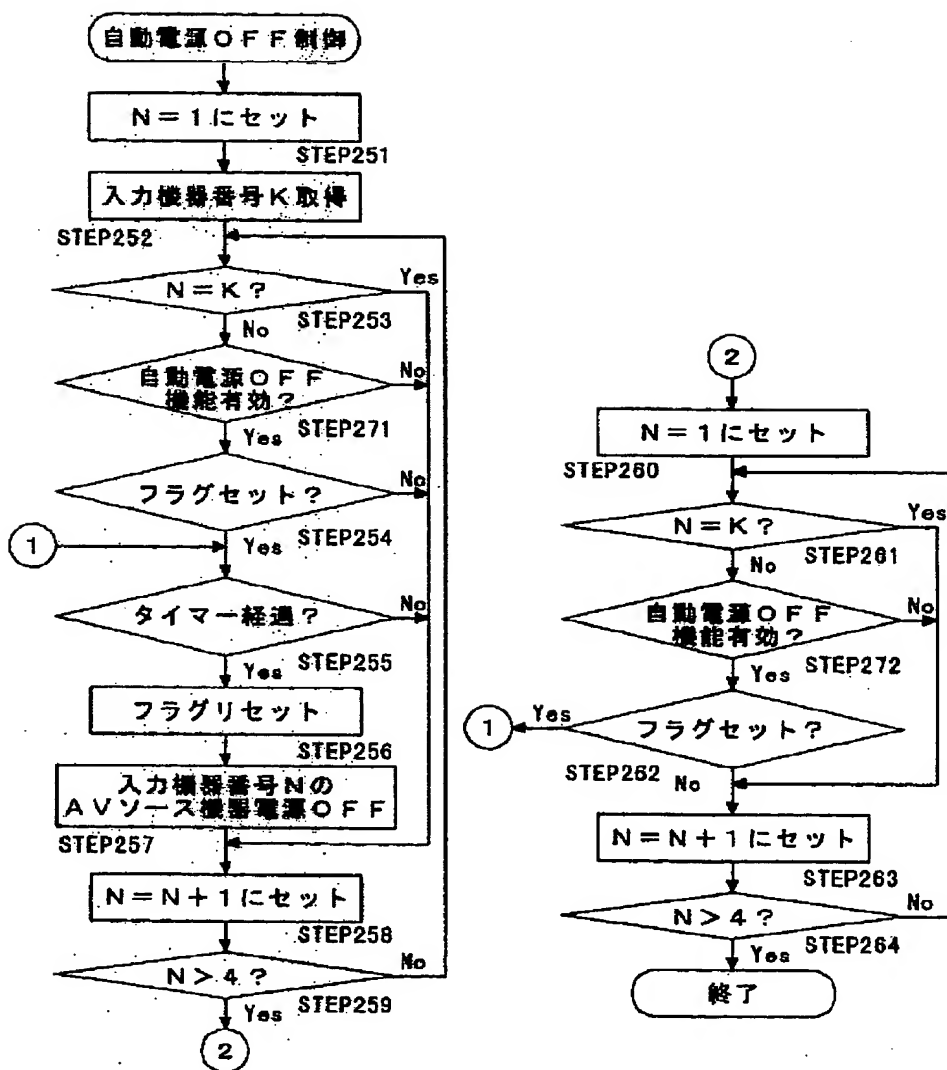 自動電源OFF制御
N=1にセット
STEP251
入力機器番号K取得
STEP252
N=K?
Yes
STEP253
No
自動電源OFF
機能有効?
No
STEP271
Yes
フラグセット?
No
STEP254
Yes
1
タイマー経過?
No
STEP255
Yes
フラグリセット
STEP256
入力機器番号Nの
AVソース機器電源OFF
STEP257
N=N+1にセット
STEP258
N>4?
No
STEP259
Yes
2
2
N=1にセット
STEP260
N=K?
Yes
STEP261
No
自動電源OFF
機能有効?
No
STEP272
Yes
フラグセット?
Yes
1
STEP262
No
N=N+1にセット
STEP263
N>4?
No
STEP264
Yes
終了